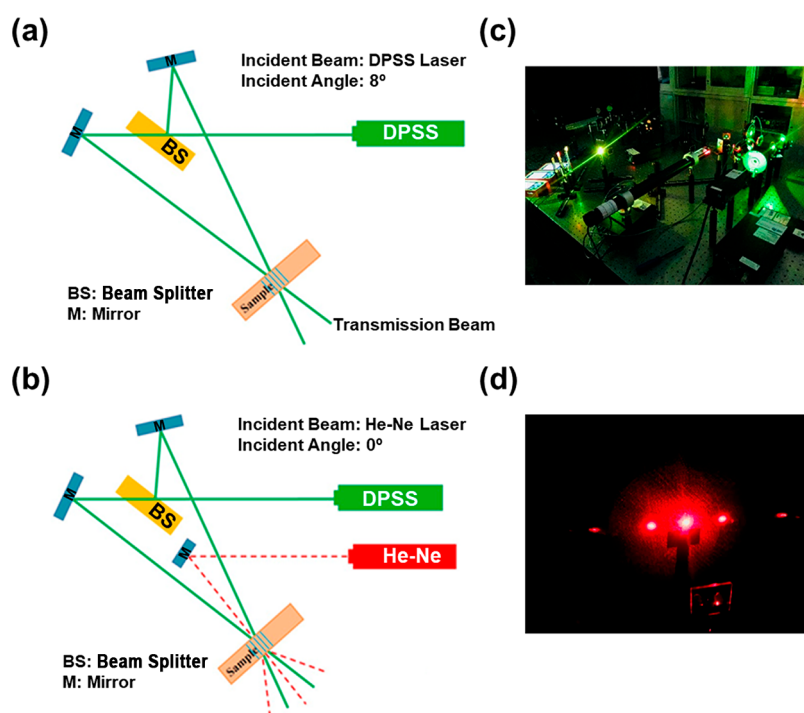 (a)
M
Incident Beam: DPSS Laser
Incident Angle: 8º
M
BS
DPSS
Sample
BS: Beam Splitter
M: Mirror
Transmission Beam
(b)
M
Incident Beam: He-Ne Laser
Incident Angle: 0º
M
BS
DPSS
M
He-Ne
Sample
BS: Beam Splitter
M: Mirror
(c)
(d)